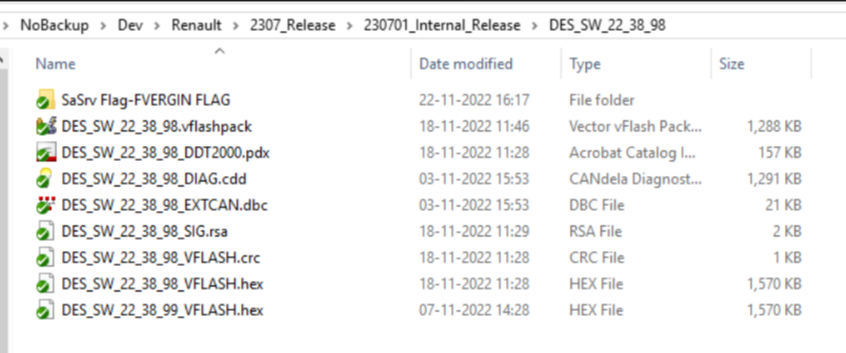 NoBackup > Dev > Renault > 2307_Release > 230701_Internal_Release > DES_SW_22_38_98
Name Date modified Type Size
SaSrv Flag-FVERGIN FLAG 22-11-2022 16:17 File folder
DES_SW_22_38_98.vflashpack 18-11-2022 11:46 Vector vFlash Pack... 1,288 KB
DES_SW_22_38_98_DDT2000.pdx 18-11-2022 11:28 Acrobat Catalog I... 157 KB
DES_SW_22_38_98_DIAG.cdd 03-11-2022 15:53 CANdela Diagnost... 1,291 KB
DES_SW_22_38_98_EXTCAN.dbc 03-11-2022 15:53 DBC File 21 KB
DES_SW_22_38_98_SIG.rsa 18-11-2022 11:29 RSA File 2 KB
DES_SW_22_38_98_VFLASH.crc 18-11-2022 11:28 CRC File 1 KB
DES_SW_22_38_98_VFLASH.hex 18-11-2022 11:28 HEX File 1,570 KB
DES_SW_22_38_99_VFLASH.hex 07-11-2022 14:28 HEX File 1,570 KB